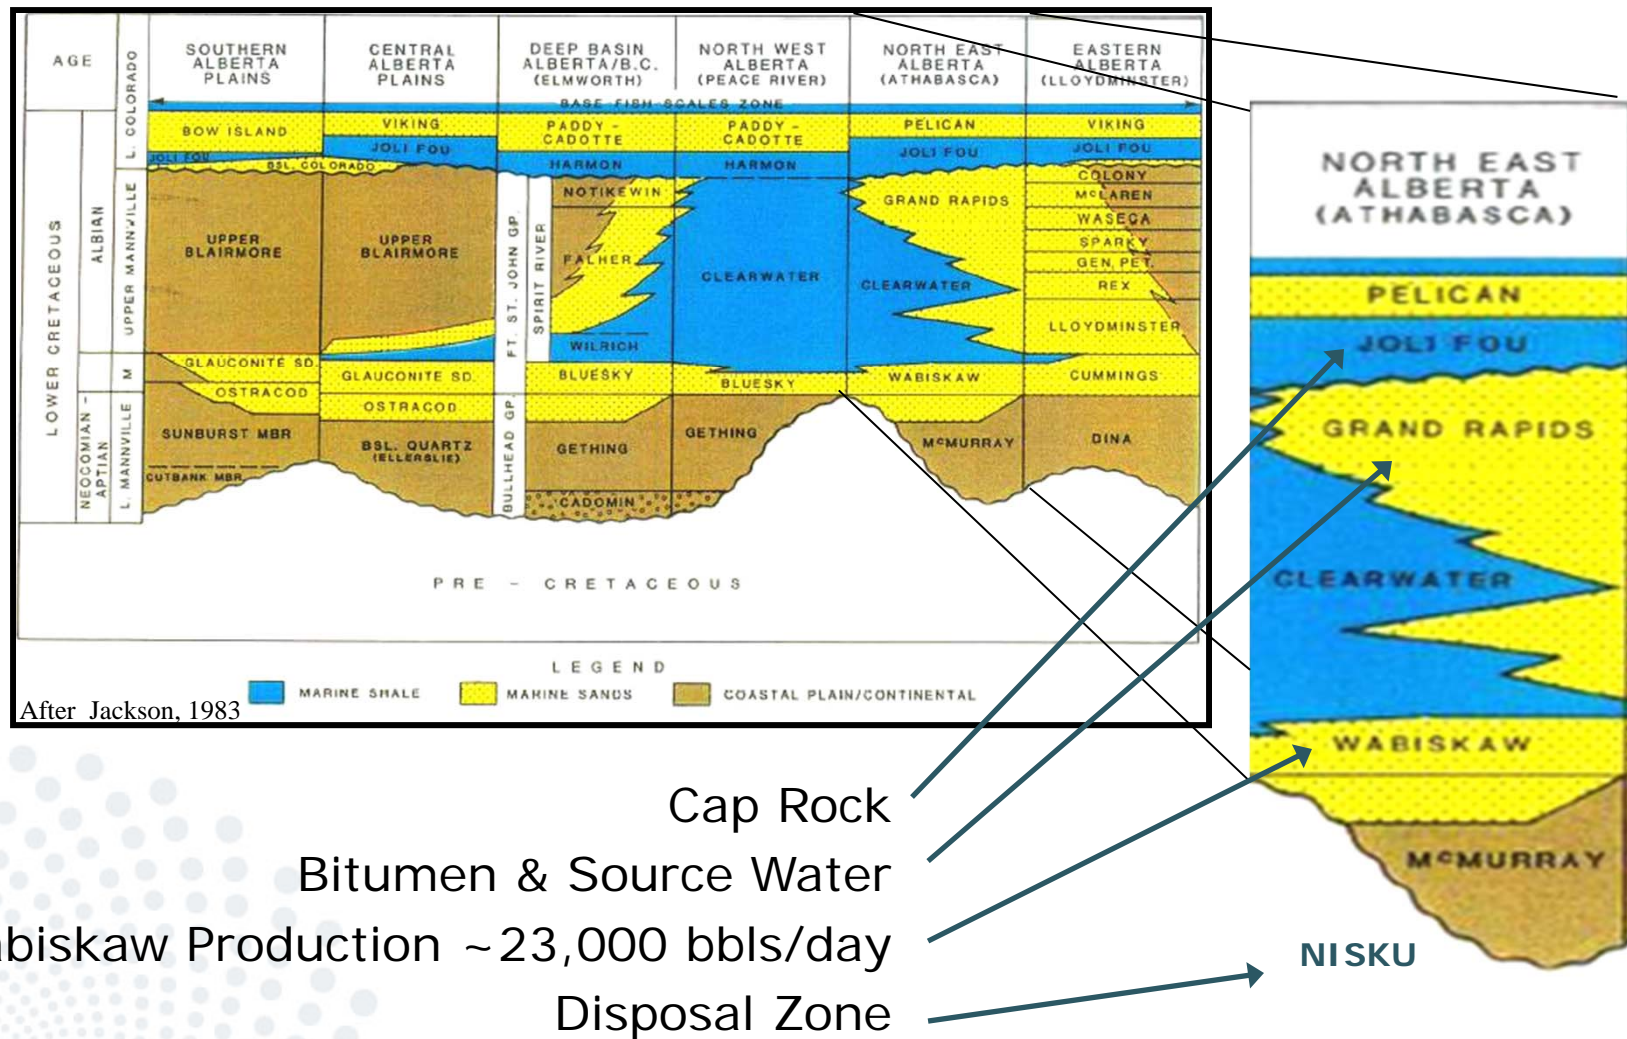 AGE
L. COLORADO
SOUTHERN
ALBERTA
PLAINS
CENTRAL
ALBERTA
PLAINS
DEEP BASIN
ALBERTA/B.C.
(ELMWORTH)
NORTH WEST
ALBERTA
(PEACE RIVER)
NORTH EAST
ALBERTA
(ATHABASCA)
EASTERN
ALBERTA
(LLOYDMINSTER)
BASE FISH SCALES ZONE
LOWER CRETACEOUS
ALBIAN
NEOCOMIAN -
APTIAN
UPPER MANNVILLE
M
L. MANNVILLE
BOW ISLAND
JOLI FOU
BSL. COLORADO
UPPER
BLAIRMORE
GLAUCONITE SD.
OSTRACOD
SUNBURST MBR
CUTBANK MBR.
VIKING
JOLI FOU
UPPER
BLAIRMORE
GLAUCONITE SD.
OSTRACOD
BSL. QUARTZ
(ELLERSLIE)
FT. ST. JOHN GP.
BULLHEAD GP.
SPIRIT RIVER
PADDY -
CADOTTE
HARMON
NOTIKEWIN
FALHER
WILRICH
BLUESKY
GETHING
CADOMIN
PADDY -
CADOTTE
HARMON
CLEARWATER
BLUESKY
GETHING
PELICAN
JOLI FOU
GRAND RAPIDS
CLEARWATER
WABISKAW
McMURRAY
VIKING
JOLI FOU
COLONY
McLAREN
WASECA
SPARKY
GEN. PET.
REX
LLOYDMINSTER
CUMMINGS
DINA
PRE - CRETACEOUS
LEGEND
MARINE SHALE
MARINE SANDS
COASTAL PLAIN/CONTINENTAL
After Jackson, 1983
NORTH EAST
ALBERTA
(ATHABASCA)
PELICAN
JOLI FOU
GRAND RAPIDS
CLEARWATER
WABISKAW
McMURRAY
NISKU
Cap Rock
Bitumen & Source Water
abiskaw Production ~23,000 bbls/day
Disposal Zone